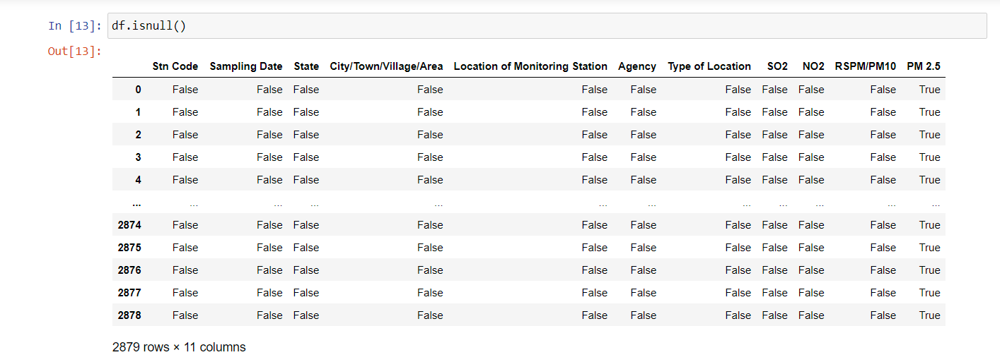 In [13]: df.isnull()
Out[13]:
Stn Code Sampling Date State City/Town/Village/Area Location of Monitoring Station Agency Type of Location SO2 NO2 RSPM/PM10 PM 2.5
0 False False False False False False False False False False True
1 False False False False False False False False False False True
2 False False False False False False False False False False True
3 False False False False False False False False False False True
4 False False False False False False False False False False True
... ... ... ... ... ... ... ... ... ... ... ...
2874 False False False False False False False False False False True
2875 False False False False False False False False False False True
2876 False False False False False False False False False False True
2877 False False False False False False False False False False True
2878 False False False False False False False False False False True
2879 rows × 11 columns